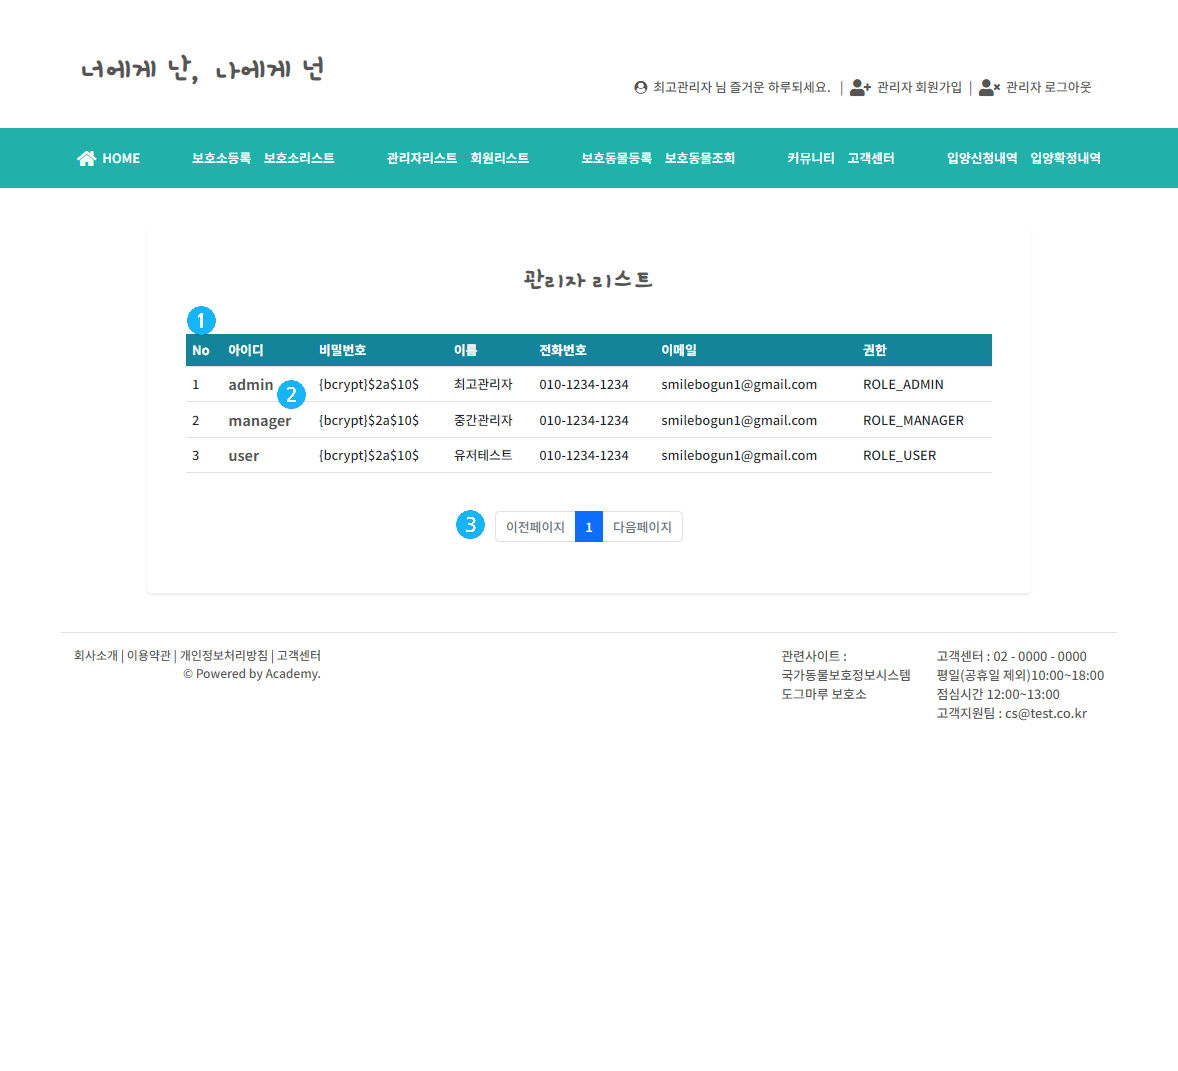 너에게 난, 나에게 넌
최고관리자 님 즐거운 하루되세요. | 관리자 회원가입 | 관리자 로그아웃
HOME 보호소등록 보호소리스트 관리자리스트 회원리스트 보호동물등록 보호동물조회 커뮤니티 고객센터 입양신청내역 입양확정내역
관리자 리스트
1
No 아이디 비밀번호 이름 전화번호 이메일 권한
1 admin {bcrypt}$2a$10$ 최고관리자 010-1234-1234 smilebogun1@gmail.com ROLE_ADMIN
2
2 manager {bcrypt}$2a$10$ 중간관리자 010-1234-1234 smilebogun1@gmail.com ROLE_MANAGER
3 user {bcrypt}$2a$10$ 유저테스트 010-1234-1234 smilebogun1@gmail.com ROLE_USER
3 이전페이지 1 다음페이지
회사소개 | 이용약관 | 개인정보처리방침 | 고객센터
© Powered by Academy.
관련사이트 :
국가동물보호정보시스템
도그마루 보호소
고객센터 : 02 - 0000 - 0000
평일(공휴일 제외)10:00~18:00
점심시간 12:00~13:00
고객지원팀 : cs@test.co.kr